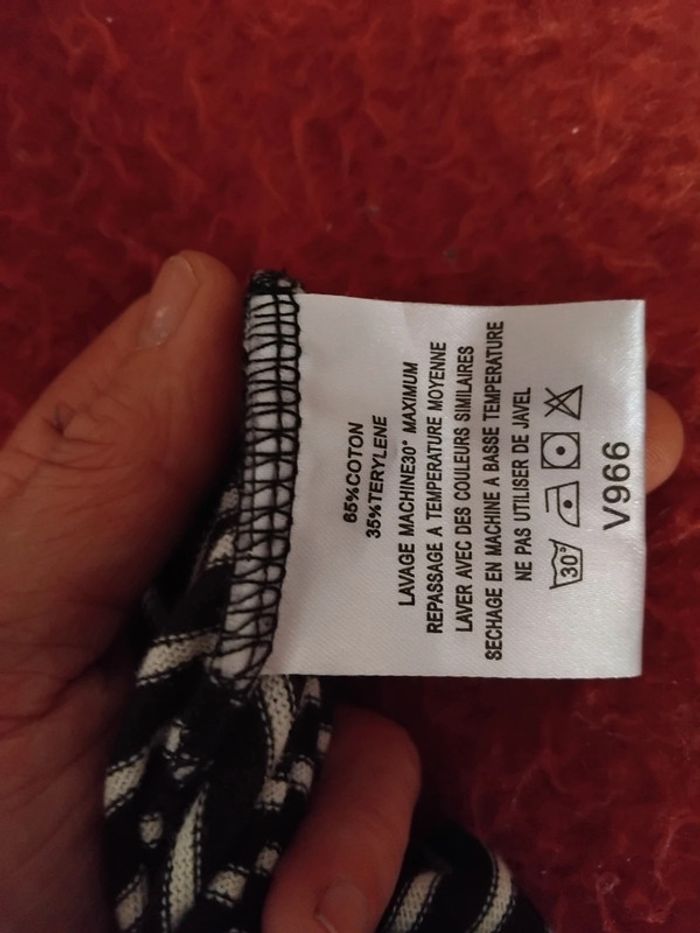 65%COTON
35%TERYLENE
LAVAGE MACHINE30° MAXIMUM
REPASSAGE A TEMPERATURE MOYENNE
LAVER AVEC DES COULEURS SIMILAIRES
SECHAGE EN MACHINE A BASSE TEMPERATURE
NE PAS UTILISER DE JAVEL
30°
V966